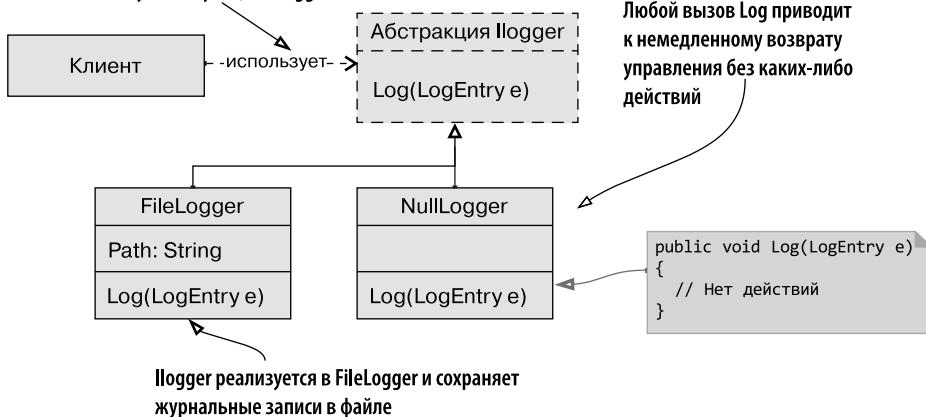 Абстракция Ilogger
Log(LogEntry e)
Клиент
использует
Любой вызов Log приводит
к немедленному возврату
управления без каких-либо
действий
FileLogger
Path: String
Log(LogEntry e)
NullLogger
Log(LogEntry e)
public void Log(LogEntry e)
{
// Нет действий
}
Ilogger реализуется в FileLogger и сохраняет
журнальные записи в файле